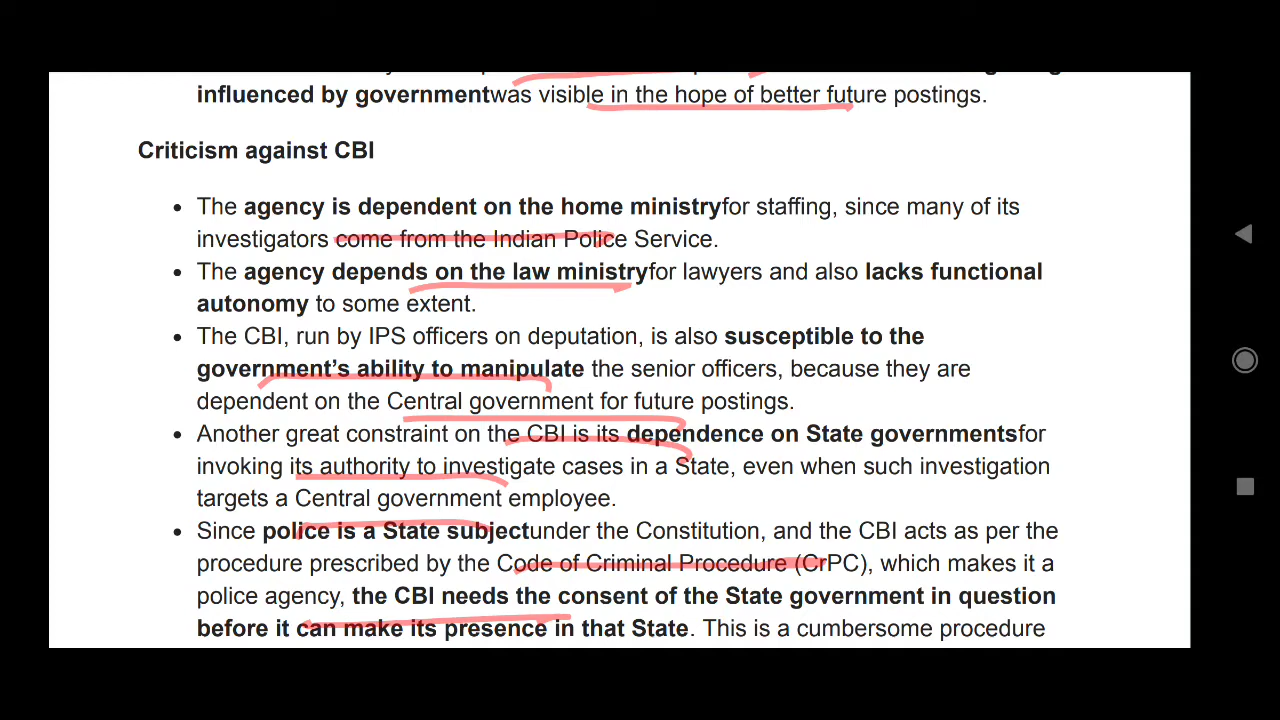 influenced by governmentwas visible in the hope of better future postings.
Criticism against CBI
• The agency is dependent on the home ministryfor staffing, since many of its
investigators come from the Indian Police Service.
• The agency depends on the law ministryfor lawyers and also lacks functional
autonomy to some extent.
• The CBI, run by IPS officers on deputation, is also susceptible to the
government’s ability to manipulate the senior officers, because they are
dependent on the Central government for future postings.
• Another great constraint on the CBI is its dependence on State governmentsfor
invoking its authority to investigate cases in a State, even when such investigation
targets a Central government employee.
• Since police is a State subjectunder the Constitution, and the CBI acts as per the
procedure prescribed by the Code of Criminal Procedure (CrPC), which makes it a
police agency, the CBI needs the consent of the State government in question
before it can make its presence in that State. This is a cumbersome procedure